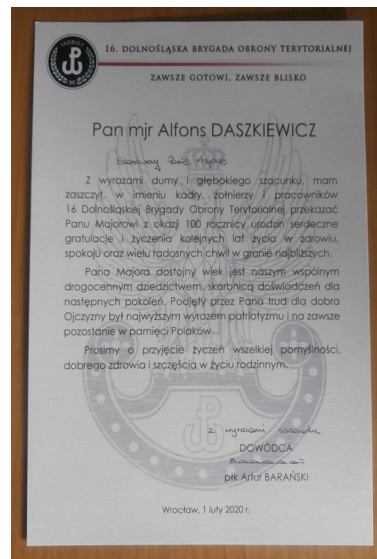 16. DOLNOŚLĄSKA BRYGADA OBRONY TERYTORIALNEJ
ZAWSZE GOTOWI, ZAWSZE BLISKO
Pan mjr Alfons DASZKIEWICZ
Szanowny Panie Majorze
Z wyrazami dumy i głębokiego szacunku, mam
zaszczyt, w imieniu kadry, żołnierzy i pracowników
16 Dolnośląskiej Brygady Obrony Terytorialnej, przekazać
Panu Majorowi z okazji 100 rocznicy urodzin serdeczne
gratulacje i życzenia kolejnych lat życia w zdrowiu,
spokoju oraz wielu radosnych chwil w gronie najbliższych.
Pana Majora dostojny wiek jest naszym wspólnym
drogocennym dziedzictwem, skarbnicą doświadczeń dla
następnych pokoleń. Podjęty przez Pana trud dla dobra
Ojczyzny był najwyższym wyrazem patriotyzmu i na zawsze
pozostanie w pamięci Polaków.
Prosimy o przyjęcie życzeń wszelkiej pomyślności,
dobrego zdrowia i szczęścia w życiu rodzinnym.
z wyrazami szacunku
DOWÓDCA
płk Artur BARAŃSKI
Wrocław, 1 luty 2020 r.